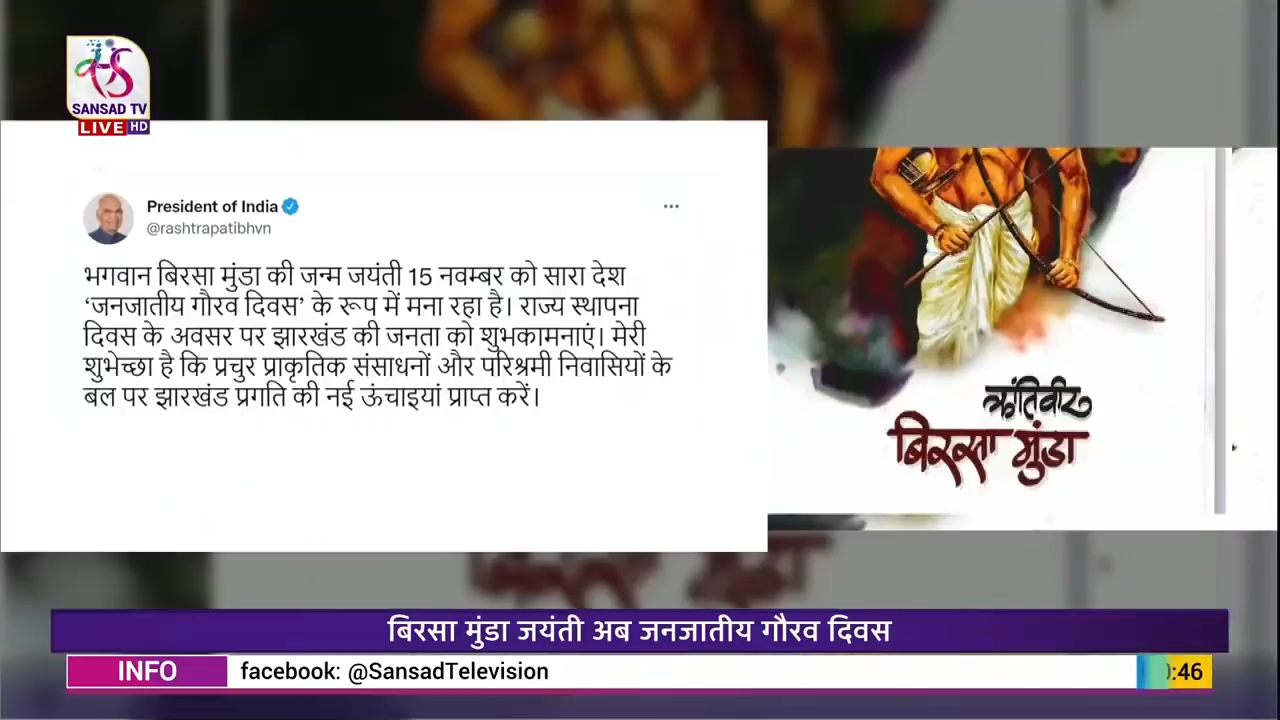 SANSAD TV
LIVE HD
President of India
@rashtrapatibhvn
भगवान बिरसा मुंडा की जन्म जयंती 15 नवम्बर को सारा देश
‘जनजातीय गौरव दिवस’ के रूप में मना रहा है। राज्य स्थापना
दिवस के अवसर पर झारखंड की जनता को शुभकामनाएं। मेरी
शुभेच्छा है कि प्रचुर प्राकृतिक संसाधनों और परिश्रमी निवासियों के
बल पर झारखंड प्रगति की नई ऊंचाइयां प्राप्त करें।
क्रांतिवीर
बिरसा मुंडा
बिरसा मुंडा जयंती अब जनजातीय गौरव दिवस
INFO facebook: @SansadTelevision :46